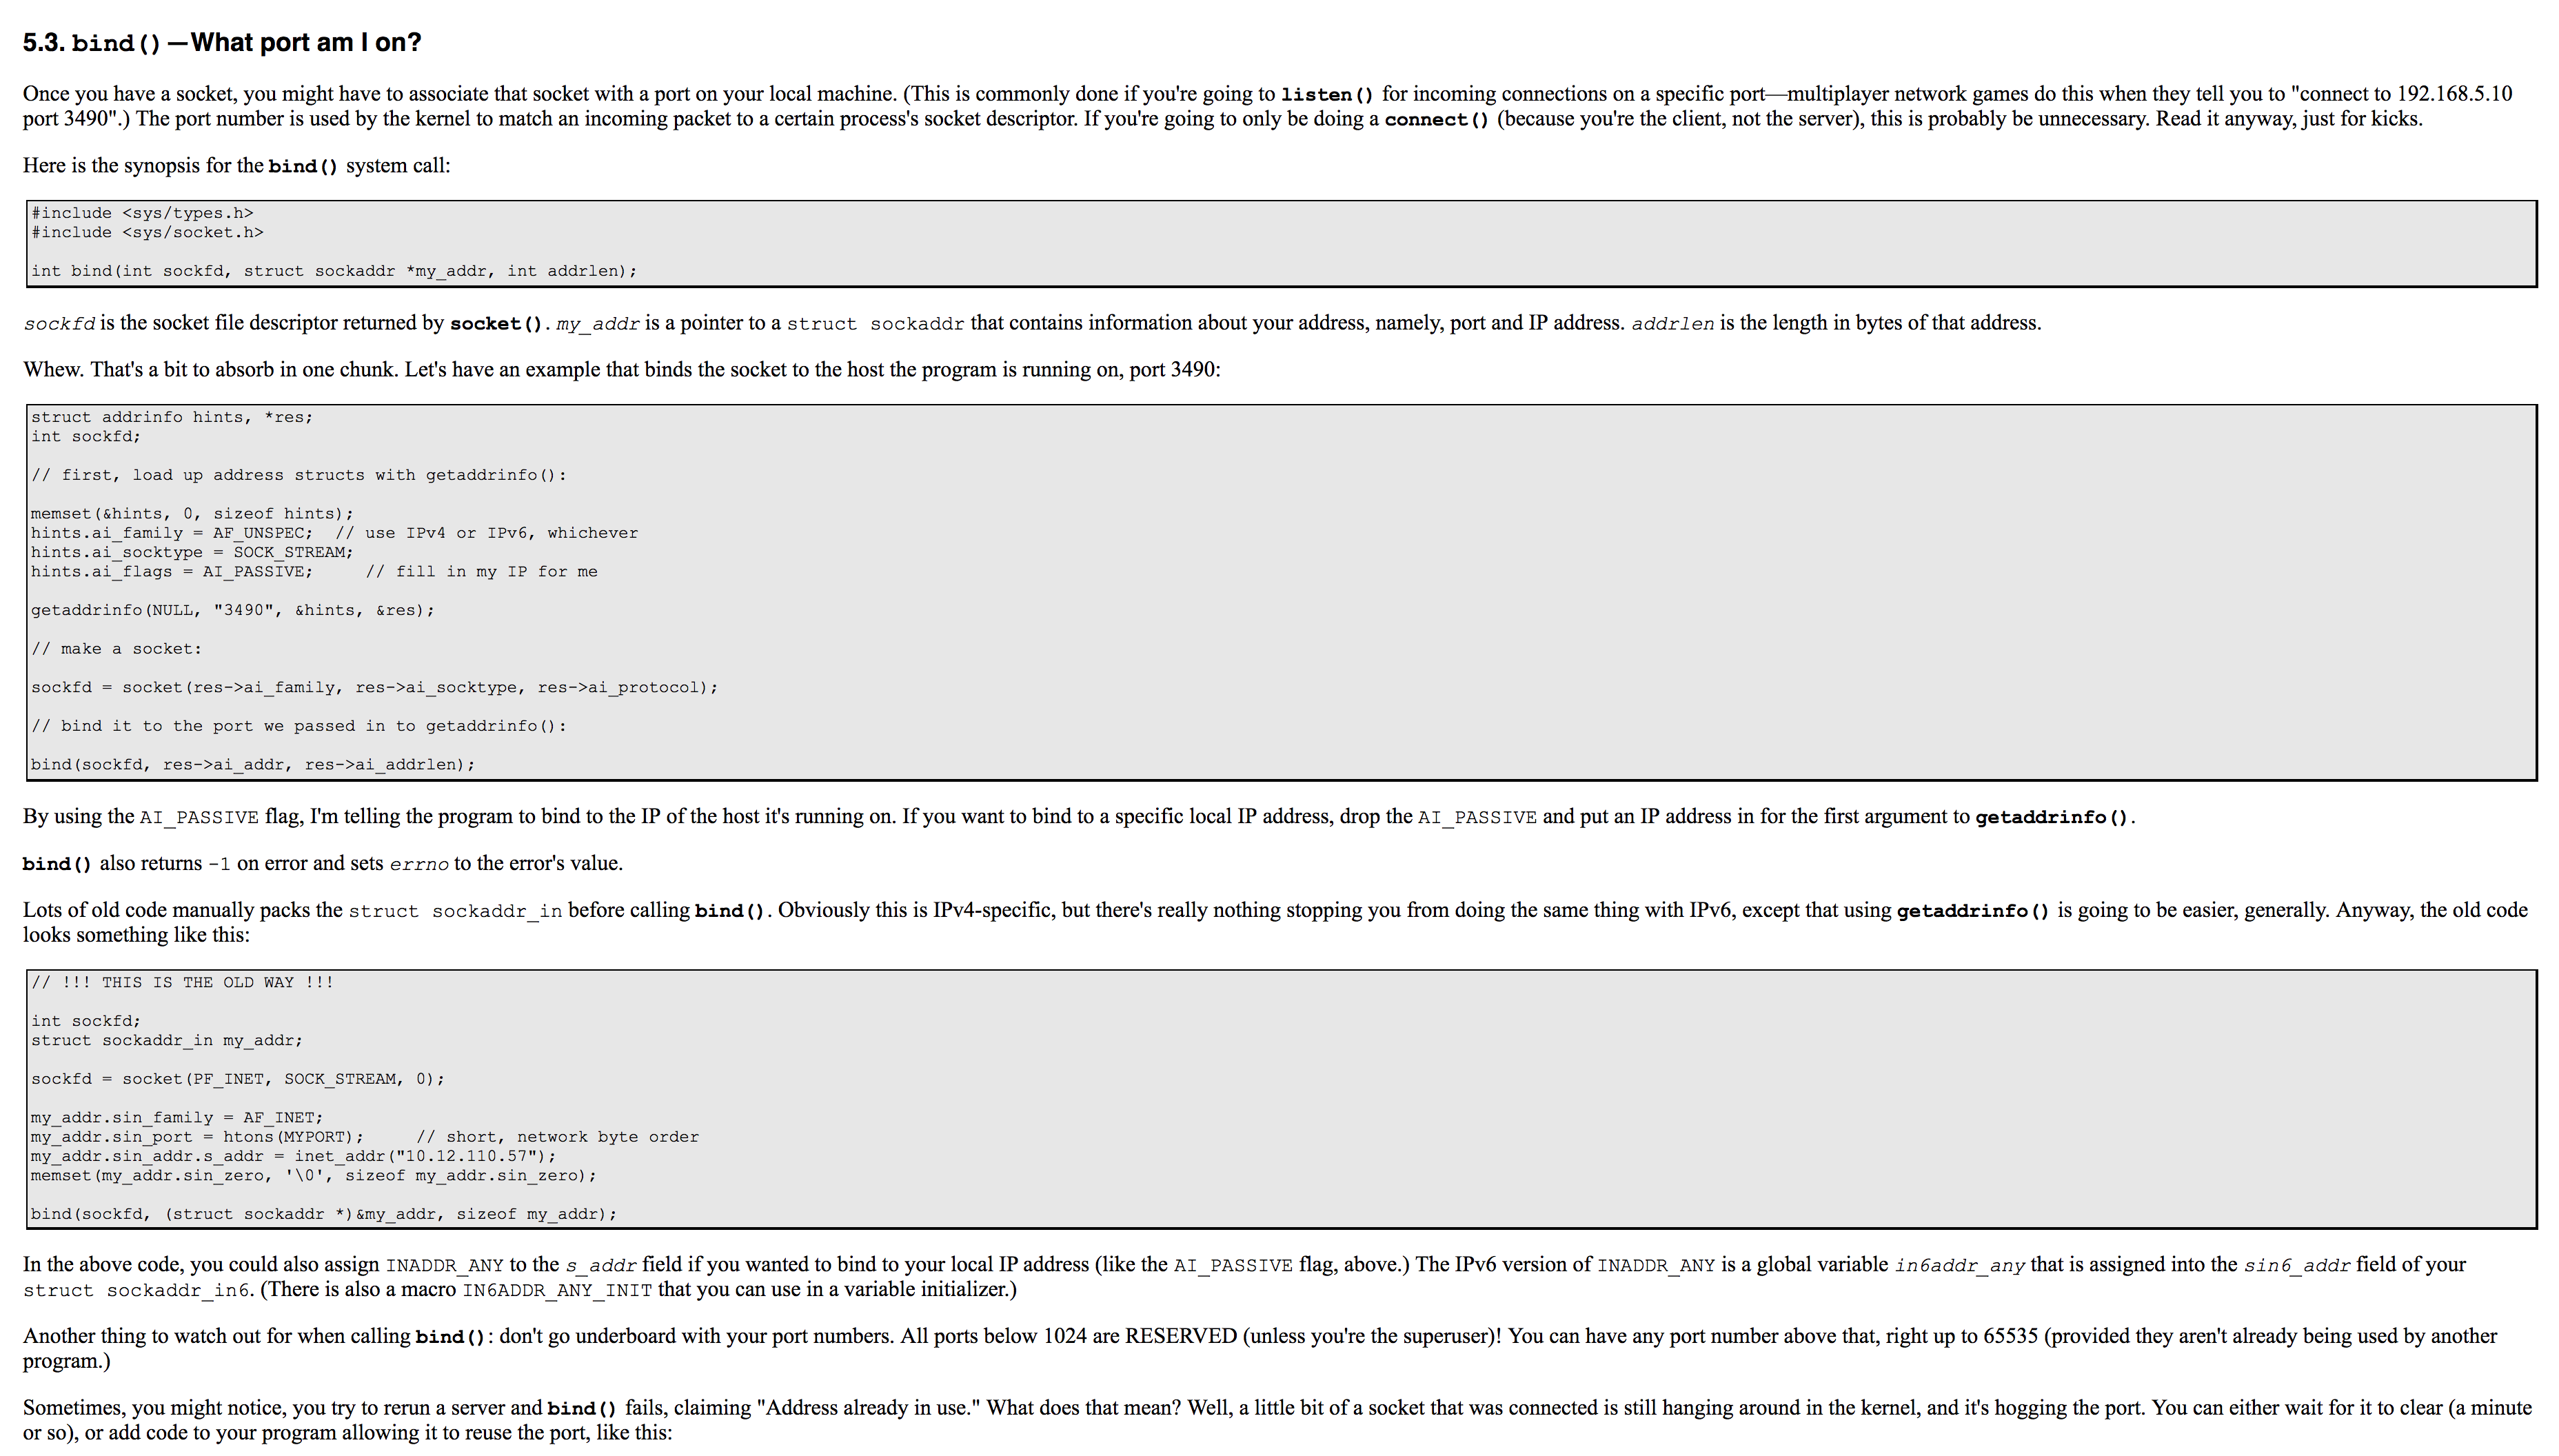 5.3. bind()—What port am I on?
Once you have a socket, you might have to associate that socket with a port on your local machine. (This is commonly done if you're going to listen() for incoming connections on a specific port—multiplayer network games do this when they tell you to "connect to 192.168.5.10
port 3490".) The port number is used by the kernel to match an incoming packet to a certain process's socket descriptor. If you're going to only be doing a connect() (because you're the client, not the server), this is probably be unnecessary. Read it anyway, just for kicks.
Here is the synopsis for the bind() system call:
#include <sys/types.h>
#include <sys/socket.h>
int bind(int sockfd, struct sockaddr *my_addr, int addrlen);
sockfd is the socket file descriptor returned by socket(). my_addr is a pointer to a struct sockaddr that contains information about your address, namely, port and IP address. addrlen is the length in bytes of that address.
Whew. That's a bit to absorb in one chunk. Let's have an example that binds the socket to the host the program is running on, port 3490:
struct addrinfo hints, *res;
int sockfd;
// first, load up address structs with getaddrinfo():
memset(&hints, 0, sizeof hints);
hints.ai_family = AF_UNSPEC;  // use IPv4 or IPv6, whichever
hints.ai_socktype = SOCK_STREAM;
hints.ai_flags = AI_PASSIVE;     // fill in my IP for me
getaddrinfo(NULL, "3490", &hints, &res);
// make a socket:
sockfd = socket(res->ai_family, res->ai_socktype, res->ai_protocol);
// bind it to the port we passed in to getaddrinfo():
bind(sockfd, res->ai_addr, res->ai_addrlen);
By using the AI_PASSIVE flag, I'm telling the program to bind to the IP of the host it's running on. If you want to bind to a specific local IP address, drop the AI_PASSIVE and put an IP address in for the first argument to getaddrinfo().
bind() also returns -1 on error and sets errno to the error's value.
Lots of old code manually packs the struct sockaddr_in before calling bind(). Obviously this is IPv4-specific, but there's really nothing stopping you from doing the same thing with IPv6, except that using getaddrinfo() is going to be easier, generally. Anyway, the old code
looks something like this:
// !!! THIS IS THE OLD WAY !!!
int sockfd;
struct sockaddr_in my_addr;
sockfd = socket(PF_INET, SOCK_STREAM, 0);
my_addr.sin_family = AF_INET;
my_addr.sin_port = htons(MYPORT);     // short, network byte order
my_addr.sin_addr.s_addr = inet_addr("10.12.110.57");
memset(my_addr.sin_zero, '\0', sizeof my_addr.sin_zero);
bind(sockfd, (struct sockaddr *)&my_addr, sizeof my_addr);
In the above code, you could also assign INADDR_ANY to the s_addr field if you wanted to bind to your local IP address (like the AI_PASSIVE flag, above.) The IPv6 version of INADDR_ANY is a global variable in6addr_any that is assigned into the sin6_addr field of your
struct sockaddr_in6. (There is also a macro IN6ADDR_ANY_INIT that you can use in a variable initializer.)
Another thing to watch out for when calling bind(): don't go underboard with your port numbers. All ports below 1024 are RESERVED (unless you're the superuser)! You can have any port number above that, right up to 65535 (provided they aren't already being used by another
program.)
Sometimes, you might notice, you try to rerun a server and bind() fails, claiming "Address already in use." What does that mean? Well, a little bit of a socket that was connected is still hanging around in the kernel, and it's hogging the port. You can either wait for it to clear (a minute
or so), or add code to your program allowing it to reuse the port, like this: